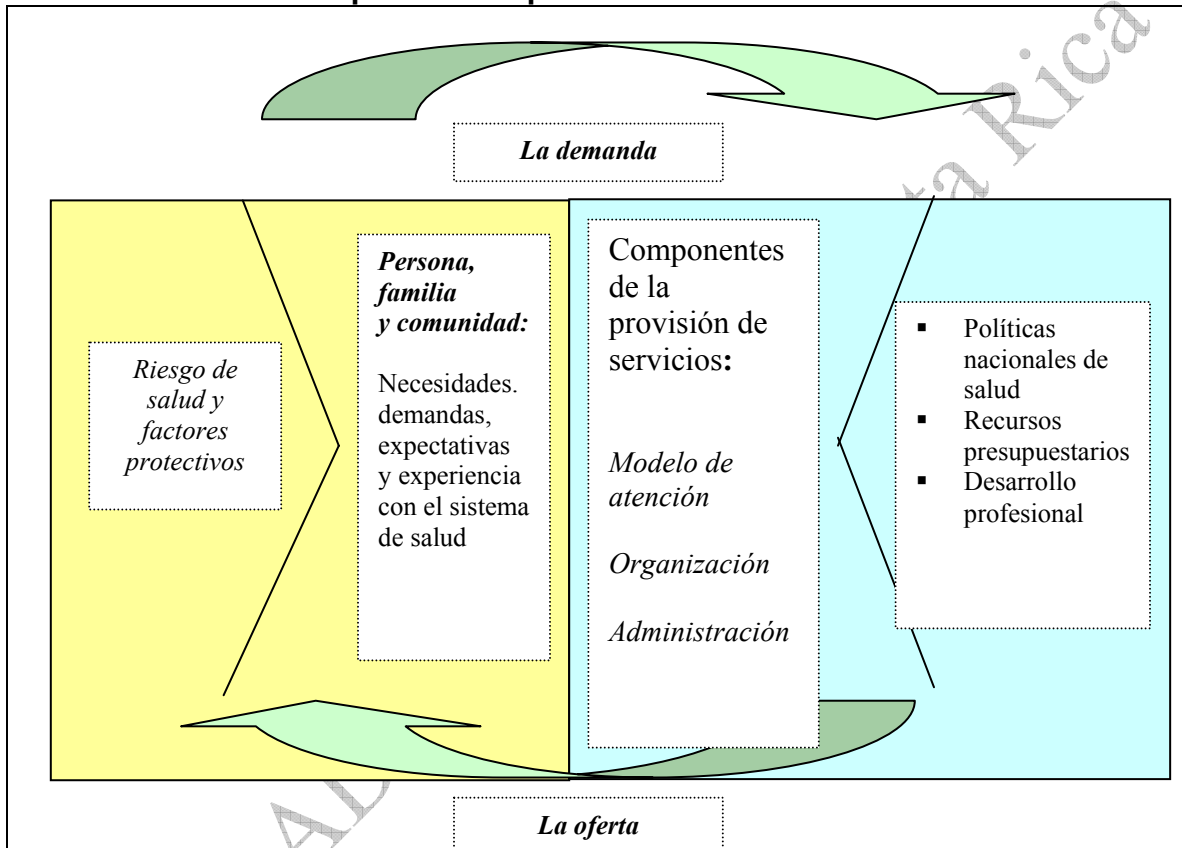 La demanda
Riesgo de
salud y
factores
protectivos
Persona,
familia
y comunidad:
Necesidades.
demandas,
expectativas
y experiencia
con el sistema
de salud
Componentes
de la
provisión de
servicios:
Modelo de
atención
Organización
Administración
▪ Políticas
nacionales de
salud
▪ Recursos
presupuestarios
▪ Desarrollo
profesional
La oferta
Rica